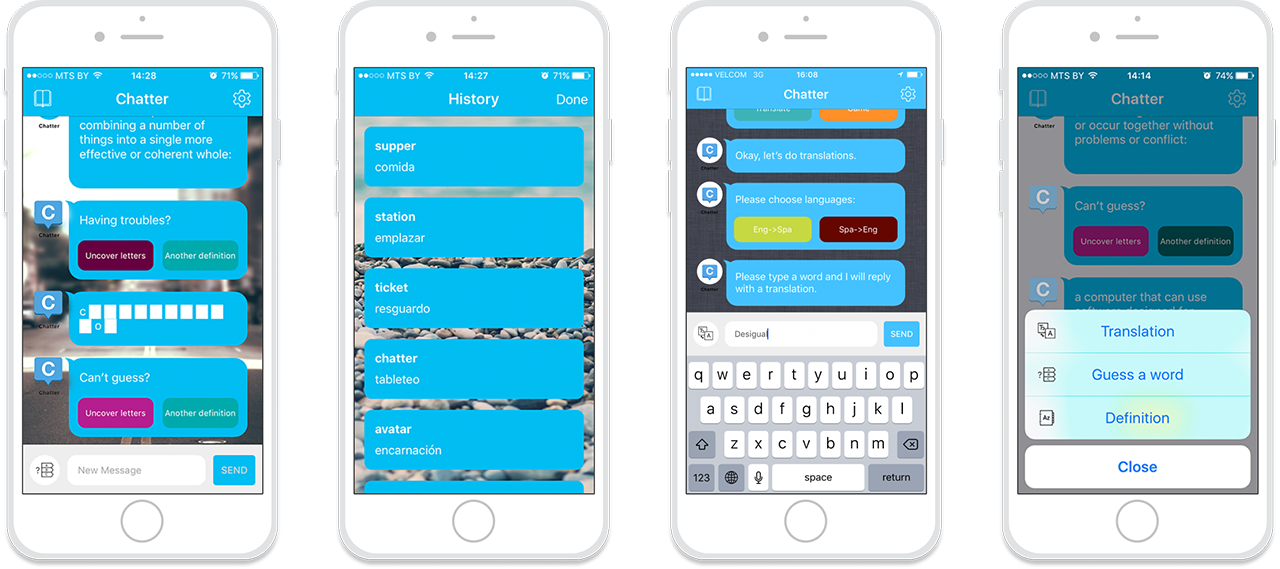 MTS BY 14:28 71%
Chatter
combining a number of
things into a single more
effective or coherent whole:
Chatter
C
Having troubles?
Uncover letters Another definition
Chatter
C
C
O
Chatter
C
Can't guess?
Uncover letters Another definition
Chatter
New Message SEND
MTS BY 14:27 71%
History Done
supper
comida
station
emplazar
ticket
resguardo
chatter
tableteo
avatar
encarnación
VELCOM 3G 16:08
Chatter
Translate Game
C
Okay, let's do translations.
Chatter
C
Please choose languages:
Eng->Spa Spa->Eng
Chatter
C
Please type a word and I will reply
with a translation.
Chatter
Desigual SEND
q w e r t y u i o p
a s d f g h j k l
z x c v b n m
123 space return
MTS BY 14:14 74%
Chatter
or occur together without
problems or conflict:
Chatter
C
Can't guess?
Uncover letters Another definition
Chatter
C
a computer that can use
Translation
?
Guess a word
Az
Definition
Close